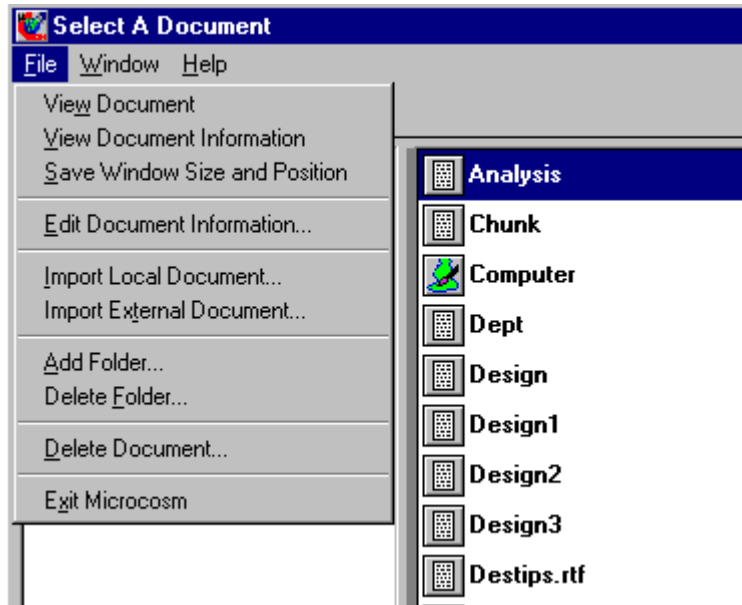 Select A Document
File Window Help
View Document
View Document Information
Save Window Size and Position
Edit Document Information...
Import Local Document...
Import External Document...
Add Folder...
Delete Folder...
Delete Document...
Exit Microcosm
Analysis
Chunk
Computer
Dept
Design
Design1
Design2
Design3
Destips.rtf